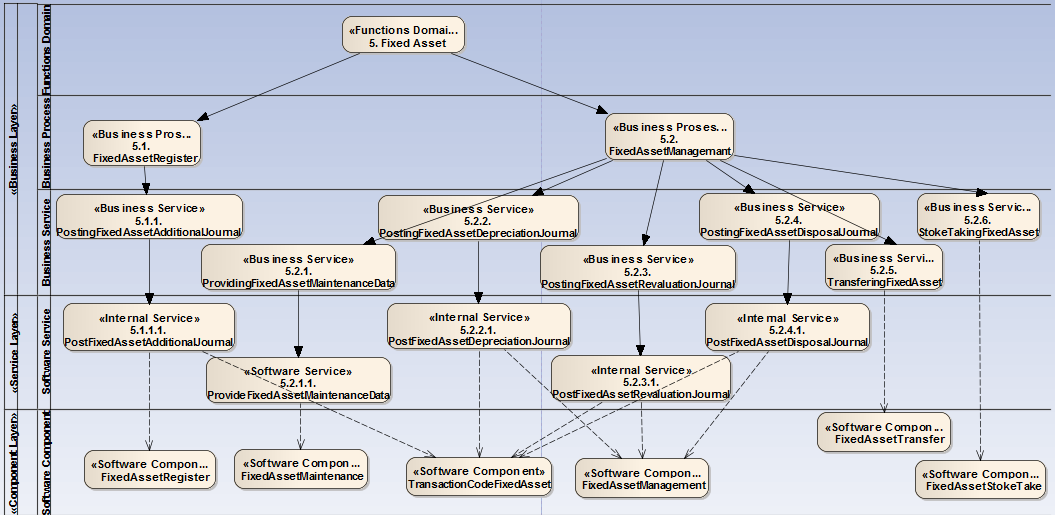 «Business Layer»
«Service Layer»
«Component Layer»
Functions Domain
Business Process
Business Service
Software Service
Software Component
«Functions Domai...
5. Fixed Asset
«Business Pros...
5.1.
FixedAssetRegister
«Business Proses...
5.2.
FixedAssetManagement
«Business Service»
5.1.1.
PostingFixedAssetAdditionalJournal
«Business Service»
5.2.2.
PostingFixedAssetDepreciationJournal
«Business Service»
5.2.4.
PostingFixedAssetDisposalJournal
«Business Servic...
5.2.6.
StokeTakingFixedAsset
«Business Service»
5.2.1.
ProvidingFixedAssetMaintenanceData
«Business Service»
5.2.3.
PostingFixedAssetRevaluationJournal
«Business Servi...
5.2.5.
TransferingFixedAsset
«Internal Service»
5.1.1.1.
PostFixedAssetAdditionalJournal
«Internal Service»
5.2.2.1.
PostFixedAssetDepreciationJournal
«Internal Service»
5.2.4.1.
PostFixedAssetDisposalJournal
«Software Service»
5.2.1.1.
ProvideFixedAssetMaintenanceData
«Internal Service»
5.2.3.1.
PostFixedAssetRevaluationJournal
«Software Compon...
FixedAssetTransfer
«Software Compon...
FixedAssetRegister
«Software Compon...
FixedAssetMaintenance
«Software Component»
TransactionCodeFixedAsset
«Software Compon...
FixedAssetManagement
«Software Compon...
FixedAssetStokeTake